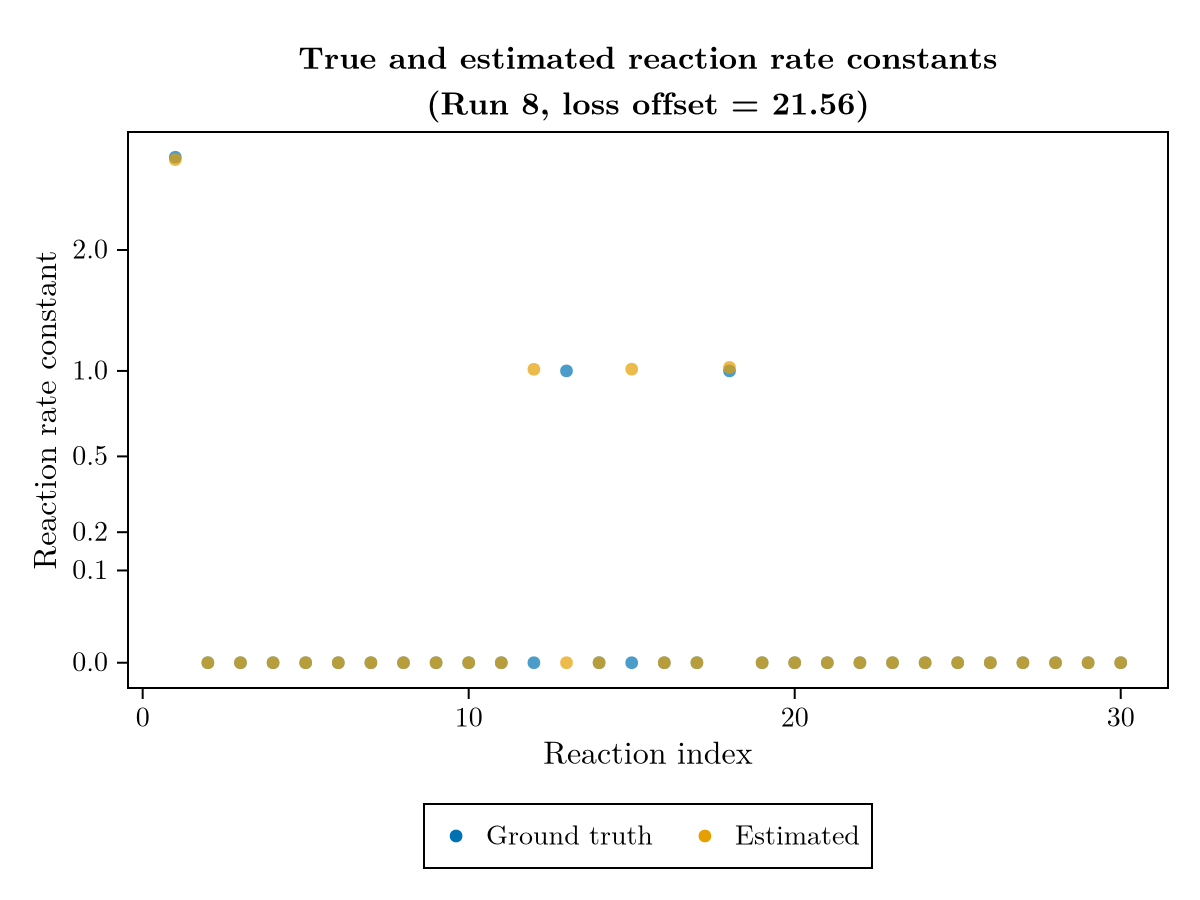 True and estimated reaction rate constants
(Run 8, loss offset = 21.56)
Reaction rate constant
2.0
1.0
0.5
0.2
0.1
0.0
0 10 20 30
Reaction index
Ground truth Estimated